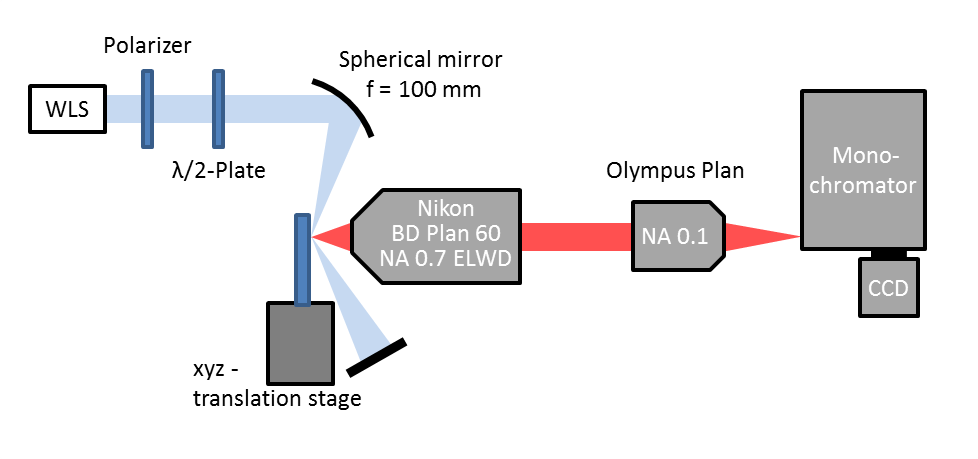 Polarizer
Spherical mirror
f = 100 mm
WLS
λ/2-Plate
Olympus Plan
Mono-
chromator
Nikon
BD Plan 60
NA 0.7 ELWD
NA 0.1
CCD
xyz -
translation stage